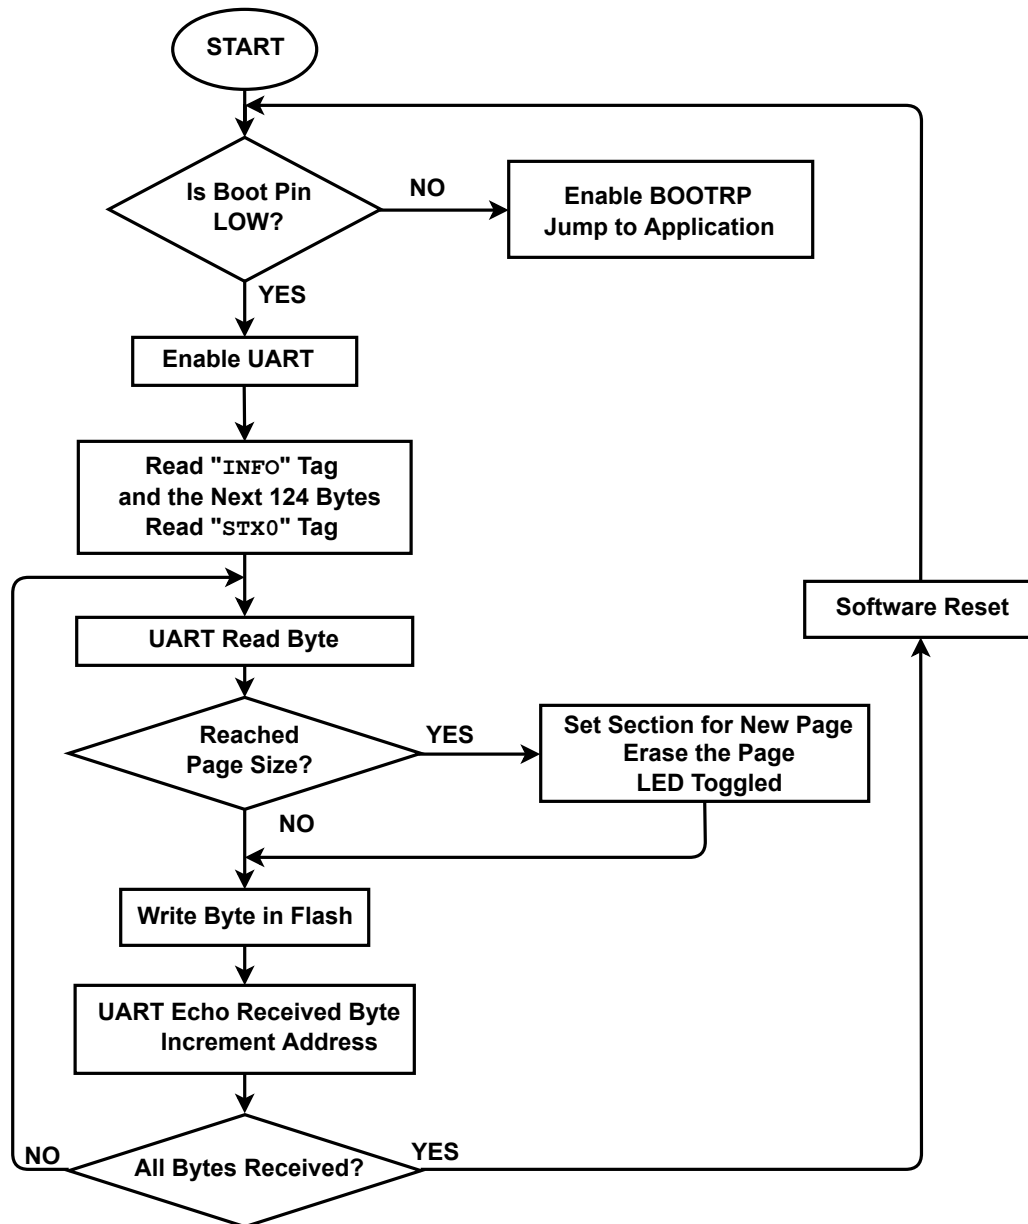 START
Is Boot Pin
LOW?
NO
Enable BOOTRP
Jump to Application
YES
Enable UART
Read "INFO" Tag
and the Next 124 Bytes
Read "STX0" Tag
Software Reset
UART Read Byte
Reached
Page Size?
YES
Set Section for New Page
Erase the Page
LED Toggled
NO
Write Byte in Flash
UART Echo Received Byte
Increment Address
NO
All Bytes Received?
YES